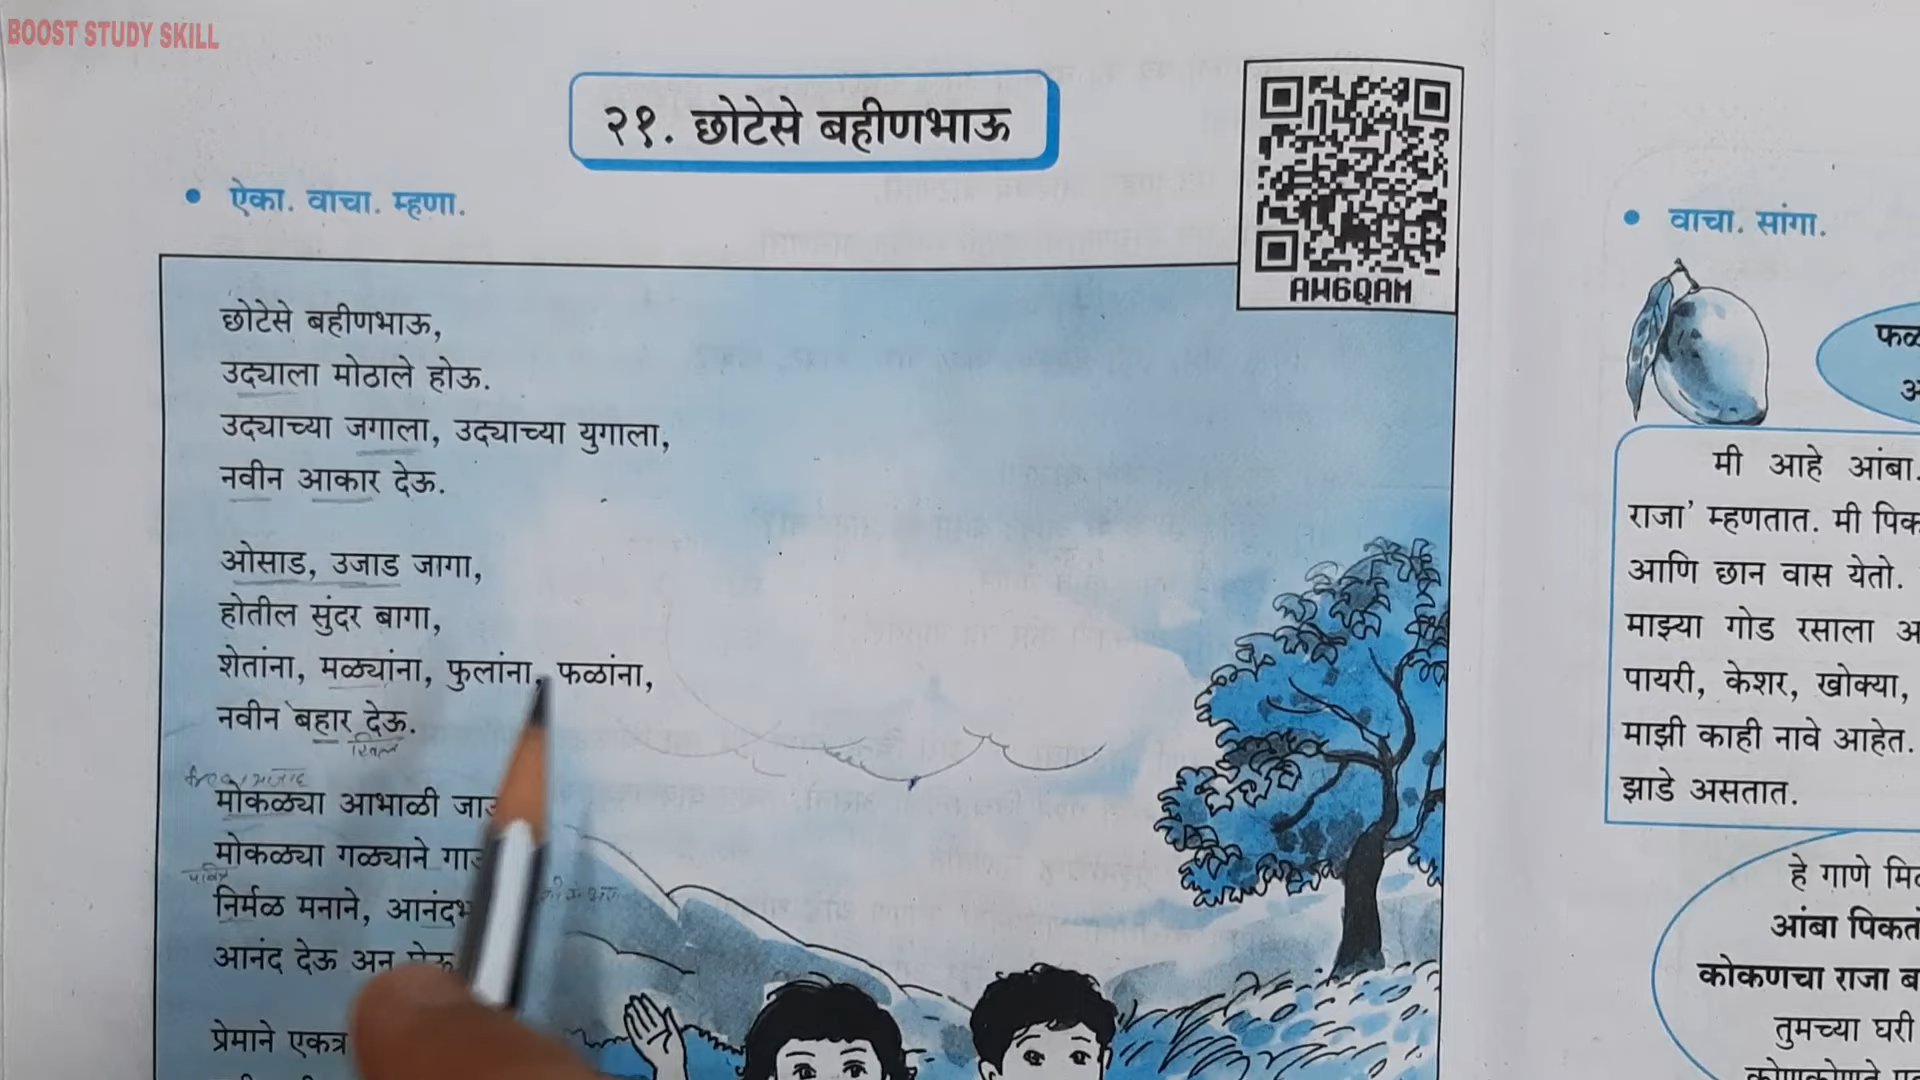 BOOST STUDY SKILL
२१. छोटेसे बहीणभाऊ
AW6QAM
• ऐका. वाचा. म्हणा.
छोटेसे बहीणभाऊ,
उद्याला मोठाले होऊ.
उद्याच्या जगाला, उद्याच्या युगाला,
नवीन आकार देऊ.
ओसाड, उजाड जागा,
होतील सुंदर बागा,
शेतांना, मळ्यांना, फुलांना, फळांना,
नवीन बहार देऊ.
मोकळ्या आभाळी
मोकळ्या गळ्याने
निर्मळ मनाने,
आनंद देऊ अन
प्रेमाने एकत्र
• वाचा. सांगा.
मी आहे आंबा.
राजा' म्हणतात. मी
आणि छान वास येतो.
माझ्या गोड रसाला
पायरी, केशर, खोक्या,
माझी काही नावे आहेत.
झाडे असतात.
हे गाणे
आंबा
कोकणचा राजा
तुमच्या घरी